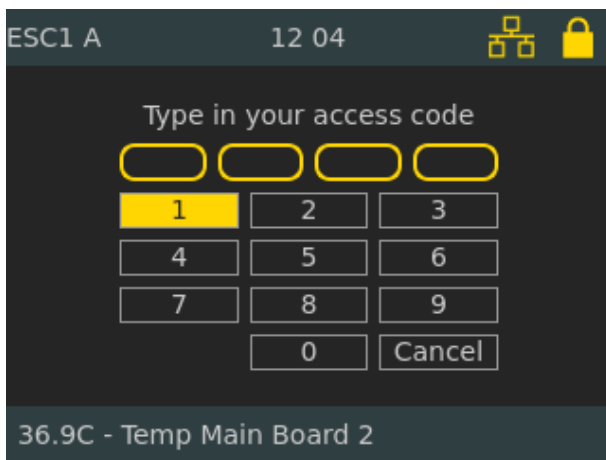 ESC1 A 12 04
Type in your access code
1 2 3
4 5 6
7 8 9
0 Cancel
36.9C - Temp Main Board 2